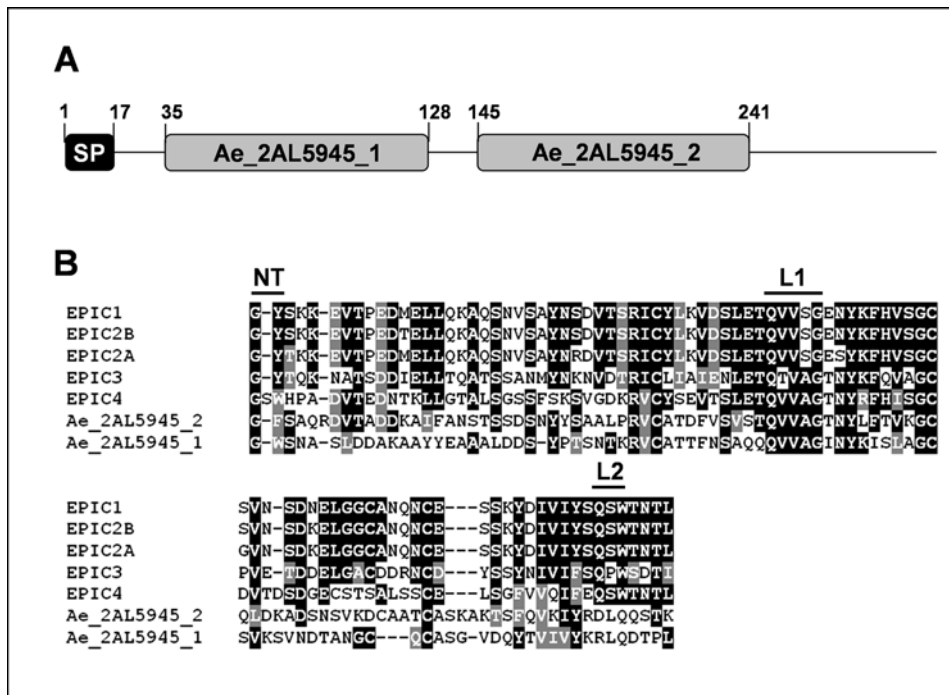 A
1 17 35 128 145 241
SP Ae_2AL5945_1 Ae_2AL5945_2
B
NT L1
EPIC1 G-YSKK-EVTPEDMELLQKAQSNVSAYNSDVTSRICYLKVDSLETQVVSGENYKFHVSGC
EPIC2B G-YSKK-EVTPEDMELLQKAQSNVSAYNSDVTSRICYLKVDSLETQVVSGENYKFHVSGC
EPIC2A G-YTKK-EVTPEDMELLQKAQSNVSAYNRDVTSRICYLKVDSLETQVVSGESYKFHVSGC
EPIC3 G-YTQK-NATSDDIELLTQATSSANMYNKNVDTRICLIAIENLETQTVAGTNYKFQVAGC
EPIC4 GSWHPA-DVTEDNTKLLGTALSGSSFSKSVGDKRVCYSEVTSLETQVVAGTNYRFHISGC
Ae_2AL5945_2 G-FSAQRDVTADDKAIFANSTSSDSNYYSAALPRVCATDFVSVSTQVVAGTNYLFTVKGC
Ae_2AL5945_1 G-WSNA-SLDDAKAAYYEAAALDDS-YPTSNTKRVCATTFNSAQQQVVAGINYKISLAGC
L2
EPIC1 SVN-SDNELGGCANQNCE---SSKYDIVIYSQSWTNTL
EPIC2B SVN-SDKELGGCANQNCE---SSKYDIVIYSQSWTNTL
EPIC2A GVN-SDKELGGCANQNCE---SSKYDIVIYSQSWTNTL
EPIC3 PVE-TDDELGACDDRNCD---YSSYNIVIFSQPWSDTI
EPIC4 DVTDSDGECSTSALSSCE---LSGFVVQIFEQSWTNTL
Ae_2AL5945_2 QLDKADSNSVKDCAATCASKAKTSFQVKIYRDLQQSTK
Ae_2AL5945_1 SVKSVNDTANGC---QCASG-VDQYTVIVYKRLQDTPL